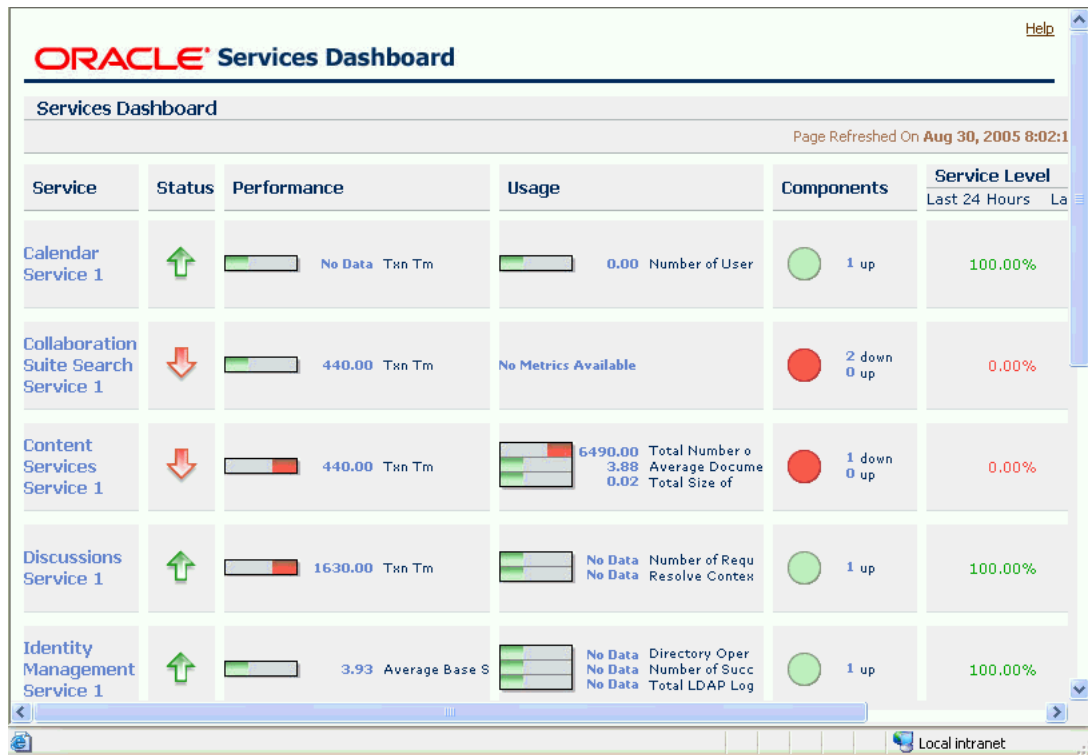 Help
ORACLE Services Dashboard
Services Dashboard
Page Refreshed On Aug 30, 2005 8:02:1
Service Status Performance Usage Components Service Level
Last 24 Hours La
Calendar
Service 1
No Data Txn Tm
0.00 Number of User
1 up
100.00%
Collaboration
Suite Search
Service 1
440.00 Txn Tm
No Metrics Available
2 down
0 up
0.00%
Content
Services
Service 1
440.00 Txn Tm
6490.00 Total Number o
3.88 Average Docume
0.02 Total Size of
1 down
0 up
0.00%
Discussions
Service 1
1630.00 Txn Tm
No Data Number of Requ
No Data Resolve Contex
1 up
100.00%
Identity
Management
Service 1
3.93 Average Base S
No Data Directory Oper
No Data Number of Succ
No Data Total LDAP Log
1 up
100.00%
Local intranet